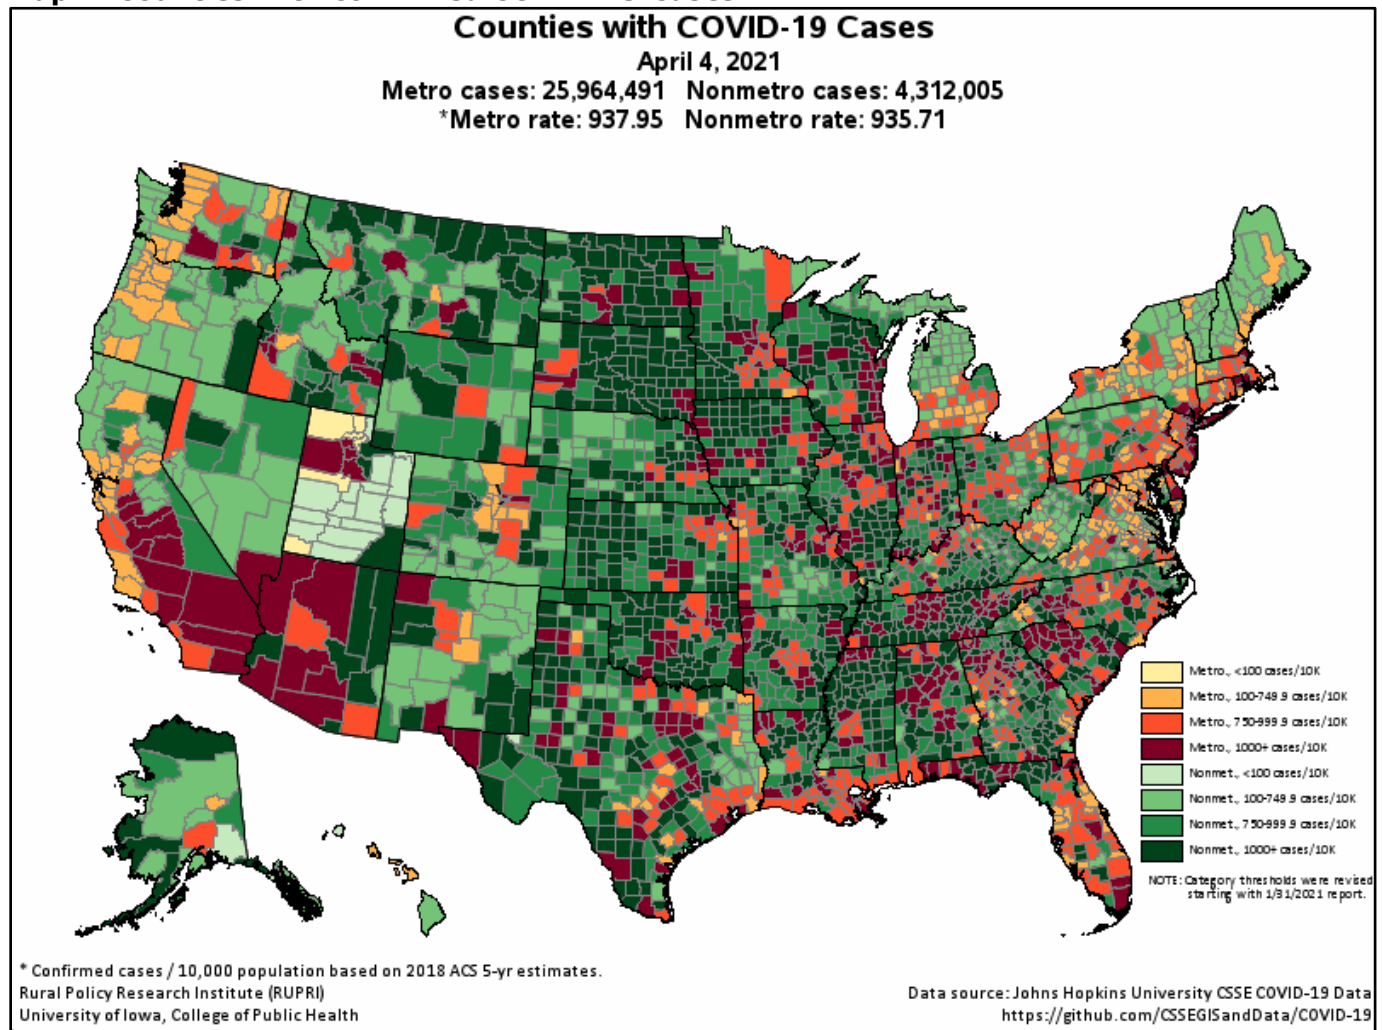 Counties with COVID-19 Cases
April 4, 2021
Metro cases: 25,964,491 Nonmetro cases: 4,312,005
*Metro rate: 937.95 Nonmetro rate: 935.71
Metro., <100 cases/10K
Metro., 100-749.9 cases/10K
Metro., 750-999.9 cases/10K
Metro., 1000+ cases/10K
Nonmet., <100 cases/10K
Nonmet., 100-749.9 cases/10K
Nonmet., 750-999.9 cases/10K
Nonmet., 1000+ cases/10K
NOTE: Category thresholds were revised
starting with 1/31/2021 report.
* Confirmed cases / 10,000 population based on 2018 ACS 5-yr estimates.
Rural Policy Research Institute (RUPRI)
University of Iowa, College of Public Health
Data source: Johns Hopkins University CSSE COVID-19 Data
https://github.com/CSSEGISandData/COVID-19